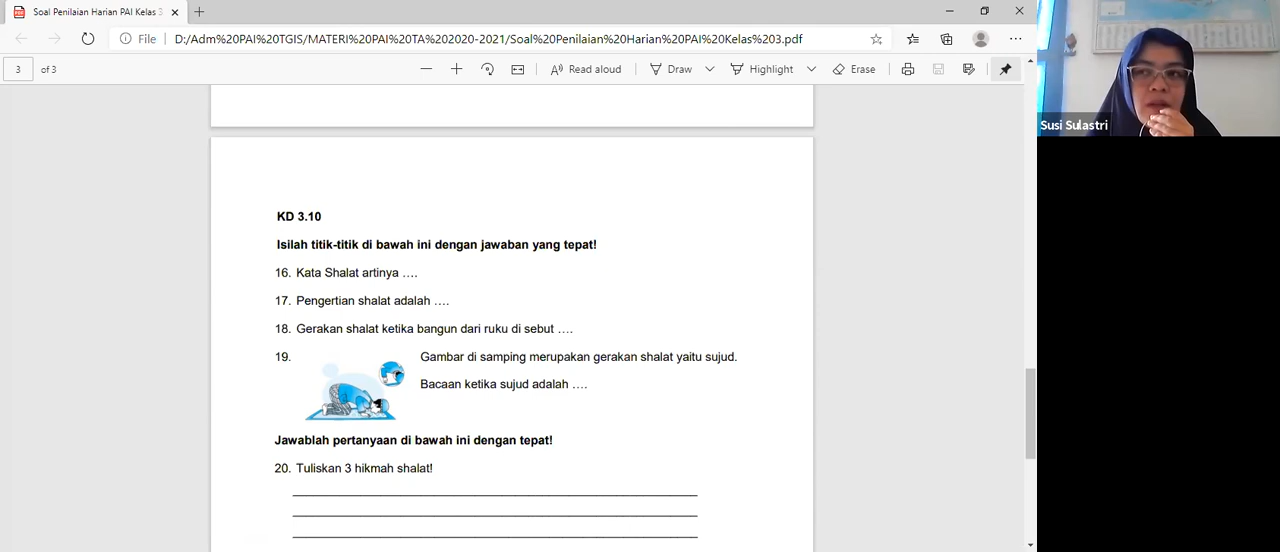 Soal Penilaian Harian PAI Kelas 3
File D:/Adm%20PAI%20TGIS/MATERI%20PAI%20TA%202020-2021/Soal%20Penilaian%20Harian%20PAI%20Kelas%203.pdf
3 of 3 Read aloud Draw Highlight Erase
Susi Sulastri
KD 3.10
Isilah titik-titik di bawah ini dengan jawaban yang tepat!
16. Kata Shalat artinya ….
17. Pengertian shalat adalah ….
18. Gerakan shalat ketika bangun dari ruku di sebut ….
19. Gambar di samping merupakan gerakan shalat yaitu sujud.
Bacaan ketika sujud adalah ….
Jawablah pertanyaan di bawah ini dengan tepat!
20. Tuliskan 3 hikmah shalat!